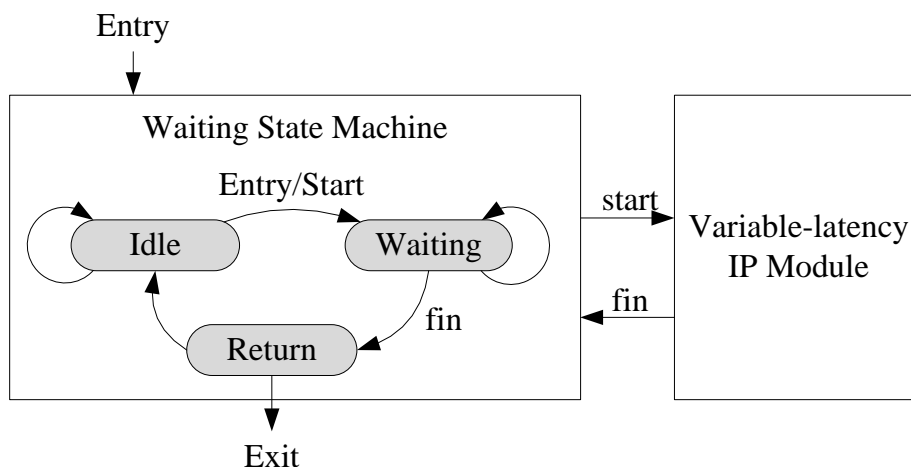 Entry
Waiting State Machine
Entry/Start
Idle
Waiting
fin
Return
Exit
start
fin
Variable-latency
IP Module